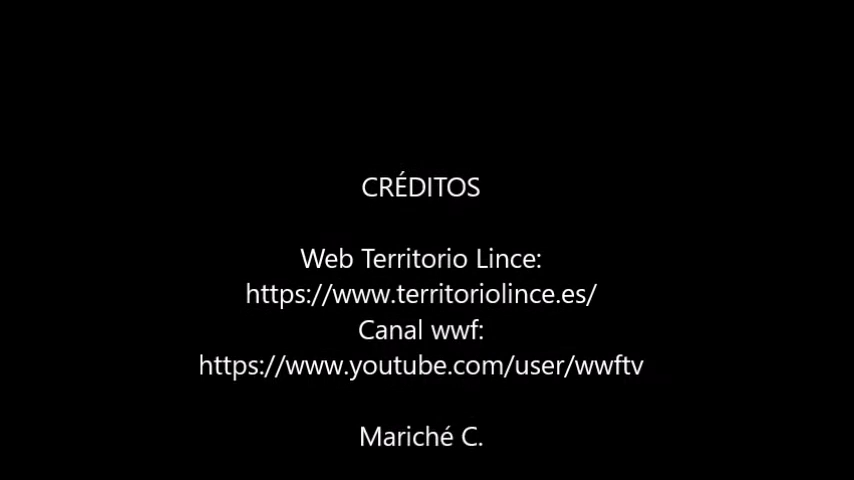 CRÉDITOS
Web Territorio Lince:
https://www.territoriolince.es/
Canal wwf:
https://www.youtube.com/user/wwftv
Mariché C.